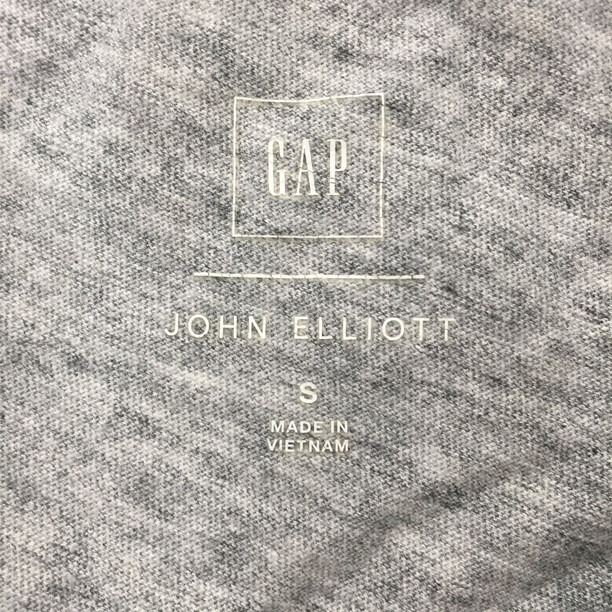 GAP
JOHN ELLIOTT
S
MADE IN
VIETNAM